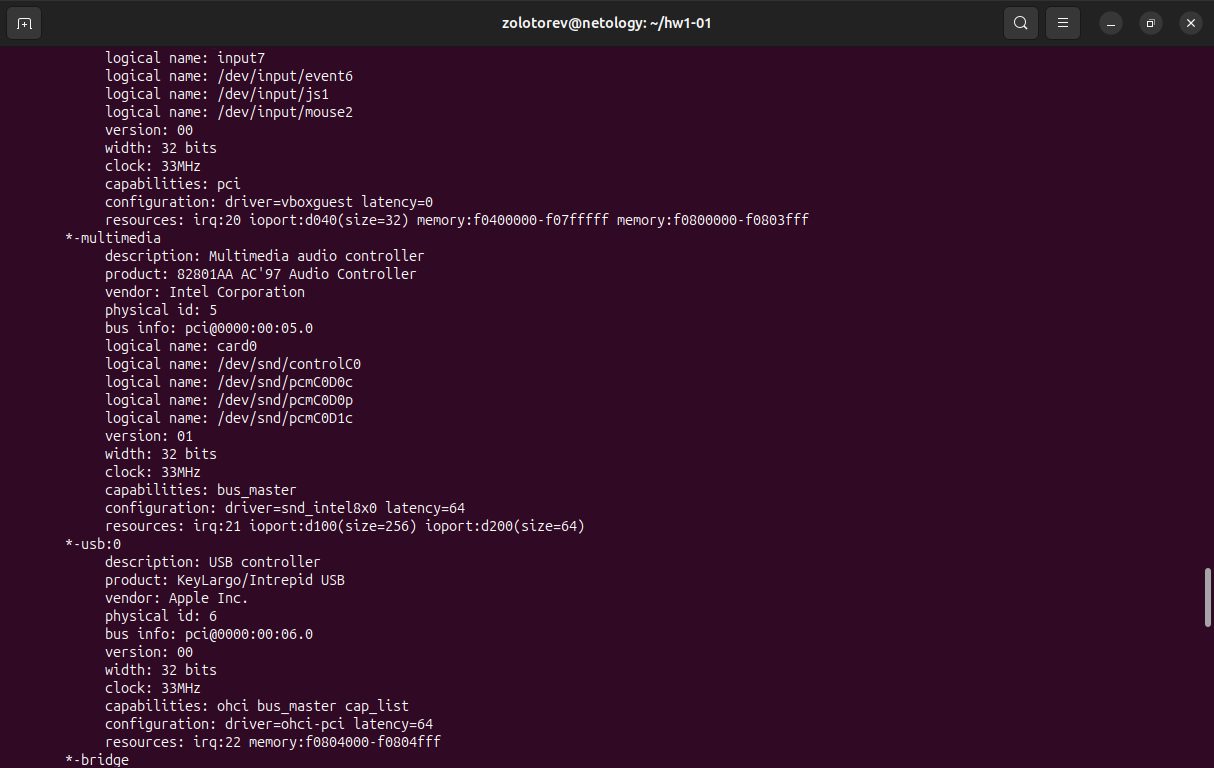 zolotorev@netology: ~/hw1-01
logical name: input7
logical name: /dev/input/event6
logical name: /dev/input/js1
logical name: /dev/input/mouse2
version: 00
width: 32 bits
clock: 33MHz
capabilities: pci
configuration: driver=vboxguest latency=0
resources: irq:20 ioport:d040(size=32) memory:f0400000-f07fffff memory:f0800000-f0803fff
*-multimedia
description: Multimedia audio controller
product: 82801AA AC'97 Audio Controller
vendor: Intel Corporation
physical id: 5
bus info: pci@0000:00:05.0
logical name: card0
logical name: /dev/snd/controlC0
logical name: /dev/snd/pcmC0D0c
logical name: /dev/snd/pcmC0D0p
logical name: /dev/snd/pcmC0D1c
version: 01
width: 32 bits
clock: 33MHz
capabilities: bus_master
configuration: driver=snd_intel8x0 latency=64
resources: irq:21 ioport:d100(size=256) ioport:d200(size=64)
*-usb:0
description: USB controller
product: KeyLargo/Intrepid USB
vendor: Apple Inc.
physical id: 6
bus info: pci@0000:00:06.0
version: 00
width: 32 bits
clock: 33MHz
capabilities: ohci bus_master cap_list
configuration: driver=ohci-pci latency=64
resources: irq:22 memory:f0804000-f0804fff
*-bridge